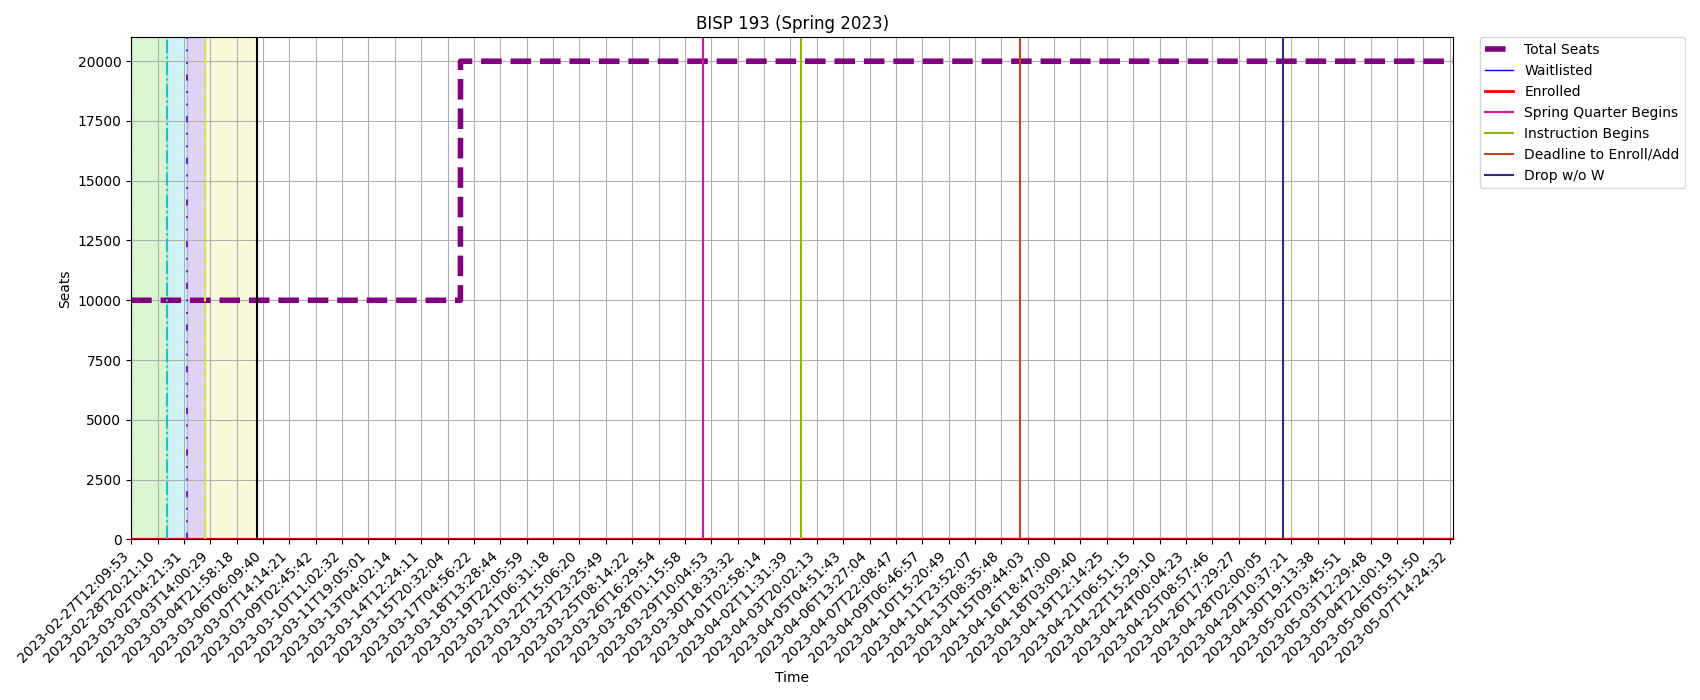 BISP 193 (Spring 2023)
Total Seats
Waitlisted
Enrolled
Spring Quarter Begins
Instruction Begins
Deadline to Enroll/Add
Drop w/o W
Seats
20000
17500
15000
12500
10000
7500
5000
2500
0
2023-02-27T12:09:53
2023-02-28T20:21:10
2023-03-02T04:21:31
2023-03-03T14:00:29
2023-03-04T21:58:18
2023-03-06T06:09:40
2023-03-07T14:14:21
2023-03-09T02:45:42
2023-03-10T11:02:32
2023-03-11T19:05:01
2023-03-13T04:02:14
2023-03-14T12:24:11
2023-03-15T20:32:04
2023-03-17T04:56:22
2023-03-18T13:28:44
2023-03-19T22:05:59
2023-03-21T06:31:18
2023-03-22T15:06:20
2023-03-23T23:25:49
2023-03-25T08:14:22
2023-03-26T16:29:54
2023-03-28T01:15:58
2023-03-29T10:04:53
2023-03-30T18:33:32
2023-04-01T02:58:14
2023-04-02T11:31:39
2023-04-03T20:02:13
2023-04-05T04:51:43
2023-04-06T13:27:04
2023-04-07T22:08:47
2023-04-09T06:46:57
2023-04-10T15:20:49
2023-04-11T23:52:07
2023-04-13T08:35:48
2023-04-15T09:44:03
2023-04-16T18:47:00
2023-04-18T03:09:40
2023-04-19T12:14:25
2023-04-21T06:51:15
2023-04-22T15:29:10
2023-04-24T00:04:23
2023-04-25T08:57:46
2023-04-26T17:29:27
2023-04-28T02:00:05
2023-04-29T10:37:21
2023-04-30T19:13:38
2023-05-02T03:45:51
2023-05-03T12:29:48
2023-05-04T21:00:19
2023-05-06T05:51:50
2023-05-07T14:24:32
Time